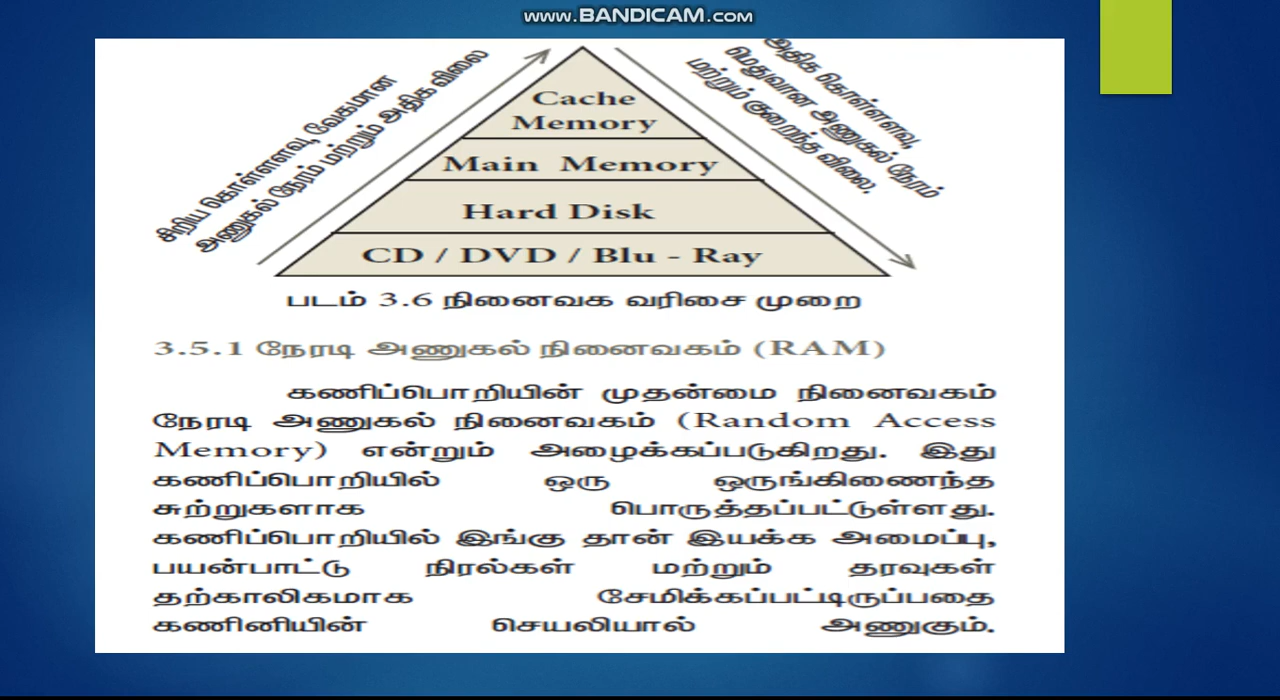 WWW.BANDICAM.COM
சிறிய கொள்ளளவு, வேகமான
அணுகல் நேரம் மற்றும் அதிக விலை
அதிக கொள்ளளவு,
மெதுவான அணுகல் நேரம்
மற்றும் குறைந்த விலை.
Cache
Memory
Main Memory
Hard Disk
CD / DVD / Blu - Ray
படம் 3.6 நினைவக வரிசை முறை
3.5.1 நேரடி அணுகல் நினைவகம் (RAM)
கணிப்பொறியின் முதன்மை நினைவகம்
நேரடி அணுகல் நினைவகம் (Random Access
Memory) என்றும் அழைக்கப்படுகிறது. இது
கணிப்பொறியில் ஒரு ஒருங்கிணைந்த
சுற்றுகளாக பொருத்தப்பட்டுள்ளது.
கணிப்பொறியில் இங்கு தான் இயக்க அமைப்பு,
பயன்பாட்டு நிரல்கள் மற்றும் தரவுகள்
தற்காலிகமாக சேமிக்கப்பட்டிருப்பதை
கணினியின் செயலியால் அணுகும்.